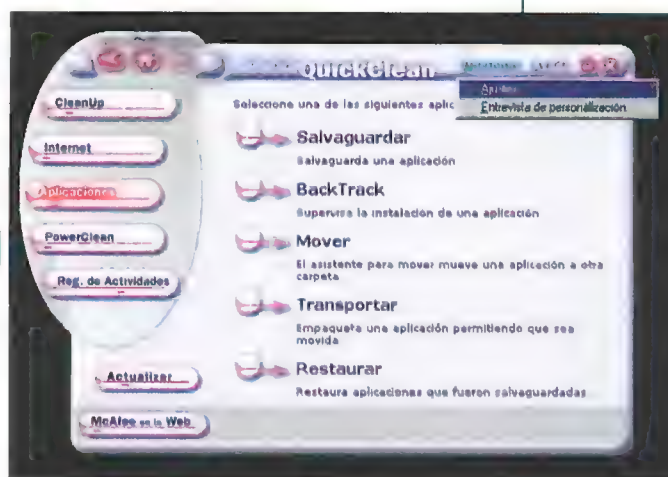 QuickClean
Ajustes
Entrevista de personalización
Seleccione una de las siguientes aplic
CleanUp
Internet
Aplicaciones
PowerClean
Reg. de Actividades
Actualizar
McAfee en la Web
Salvaguardar
Salvaguarda una aplicación
BackTrack
Supervisa la instalación de una aplicación
Mover
El asistente para mover mueve una aplicación a otra
carpeta
Transportar
Empaqueta una aplicación permitiendo que sea
movida
Restaurar
Restaura aplicaciones que fueron salvaguardadas